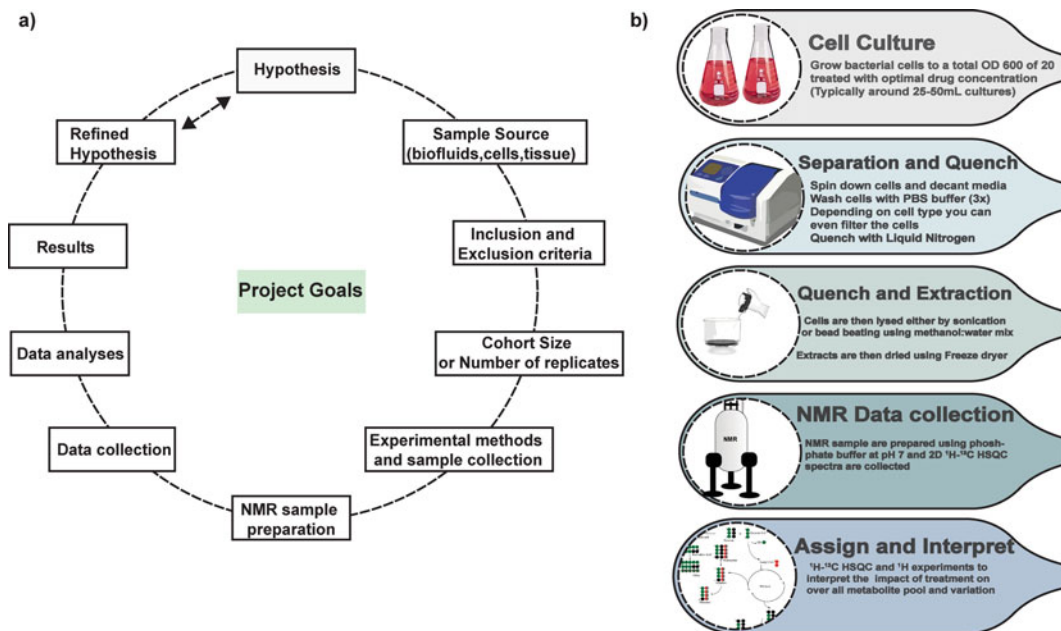 a)
Hypothesis
Sample Source
(biofluids,cells,tissue)
Inclusion and
Exclusion criteria
Cohort Size
or Number of replicates
Experimental methods
and sample collection
NMR sample
preparation
Data collection
Data analyses
Results
Refined
Hypothesis
Project Goals
b)
Cell Culture
Grow bacterial cells to a total OD 600 of 20
treated with optimal drug concentration
(Typically around 25-50mL cultures)
Separation and Quench
Spin down cells and decant media
Wash cells with PBS buffer (3x)
Depending on cell type you can
even filter the cells
Quench with Liquid Nitrogen
Quench and Extraction
Cells are then lysed either by sonication
or bead beating using methanol:water mix
Extracts are then dried using Freeze dryer
NMR
NMR Data collection
NMR sample are prepared using phosh-
phate buffer at pH 7 and 2D ¹H-¹³C HSQC
spectra are collected
Assign and Interpret
¹H-¹³C HSQC and ¹H experiments to
interpret the impact of treatment on
over all metabolite pool and variation